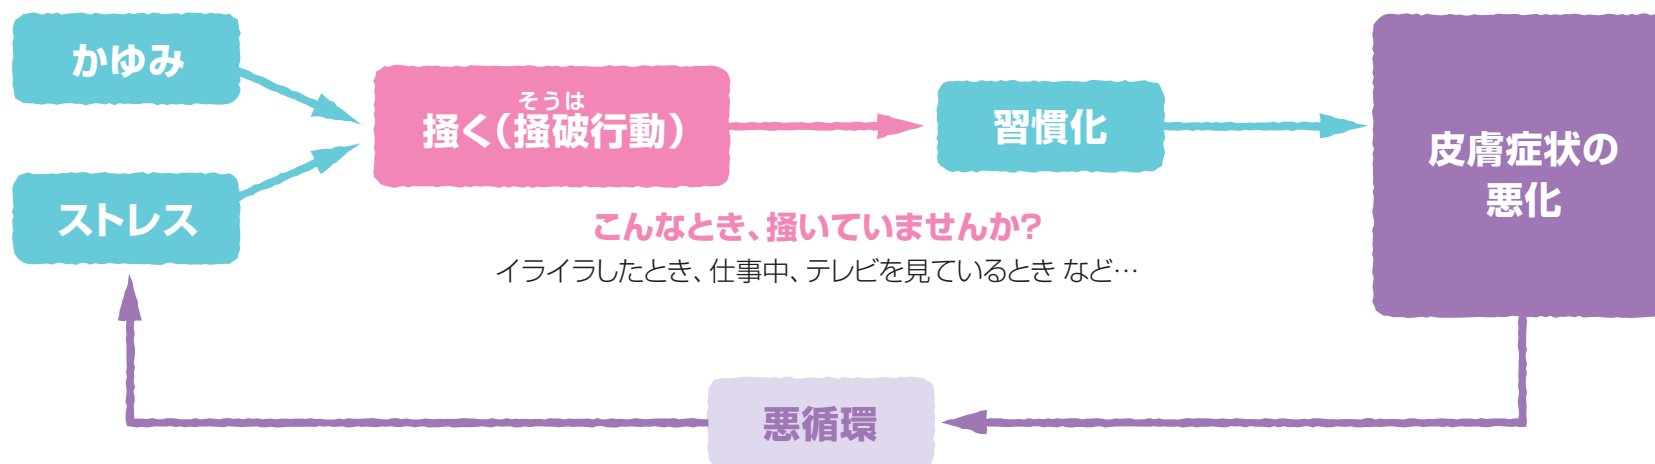 かゆみ
ストレス
そうは
掻く(掻破行動)
習慣化
皮膚症状の
悪化
こんなとき、掻いていませんか?
イライラしたとき、仕事中、テレビを見ているとき など…
悪循環